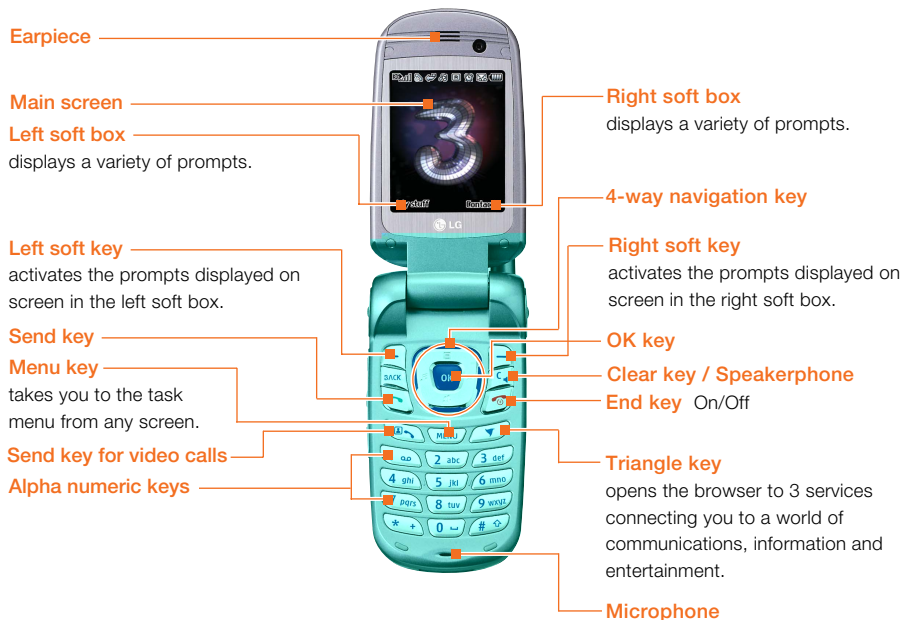 Earpiece
Main screen
Left soft box
displays a variety of prompts.
Left soft key
activates the prompts displayed on
screen in the left soft box.
Send key
Menu key
takes you to the task
menu from any screen.
Send key for video calls
Alpha numeric keys
3
stuff
LG
OK
BACK
C
MENU
2 abc
3 def
4 ghi
5 jkl
6 mno
pqrs
8 tuv
9 wxyz
* +
0
#
Right soft box
displays a variety of prompts.
4-way navigation key
Right soft key
activates the prompts displayed on
screen in the right soft box.
OK key
Clear key / Speakerphone
End key On/Off
Triangle key
opens the browser to 3 services
connecting you to a world of
communications, information and
entertainment.
Microphone